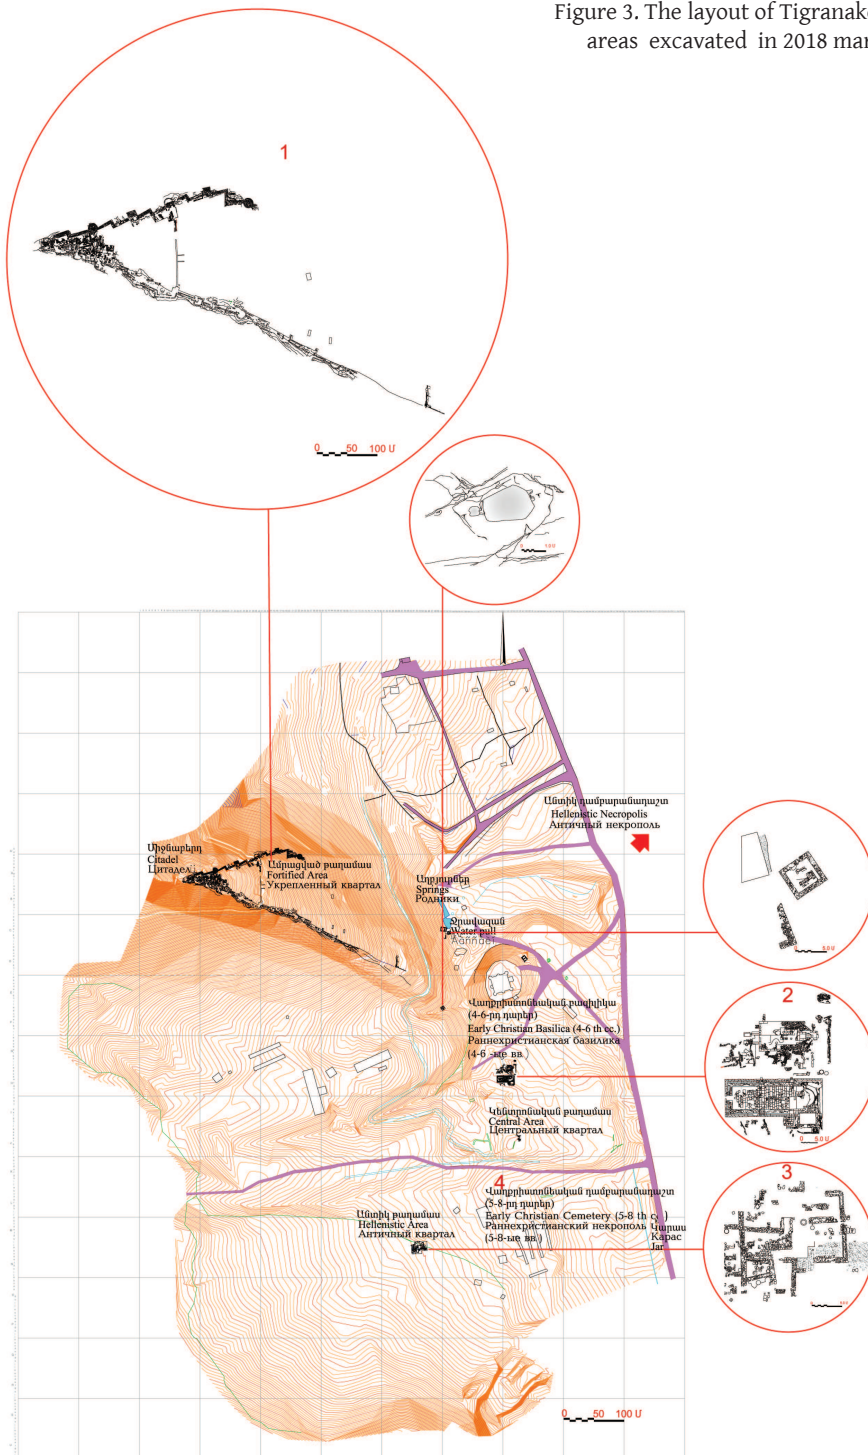 Figure 3. The layout of
areas excavated in 2018
1
0 50 100 Մ
Անտիկ դամբարանադաշտ
Hellenistic Necropolis
Античный некрополь
Միջնաբերդ
Citadel
Цитадел
Ամրացված թաղամաս
Fortified Area
Укрепленный квартал
Աղբյուրներ
Springs
Родники
Ջրավազան
Water pull
2
Վաղքրիստոնեական բազիլիկա
(4-6-րդ դարեր)
Early Christian Basilica (4-6 th cc.)
Раннехристианская базилика
(4-6 -ые вв.)
Կենտրոնական թաղամաս
Central Area
Центральный квартал
3
4
Վաղքրիստոնեական դամբարանադաշտ
(5-8-րդ դարեր)
Early Christian Cemetery (5-8 th cc.)
Раннехристианский некрополь
(5-8-ые вв.)
Կարաս
Карас
Jar
Անտիկ թաղամաս
Hellenistic Area
Античный квартал
0 50 100 Մ